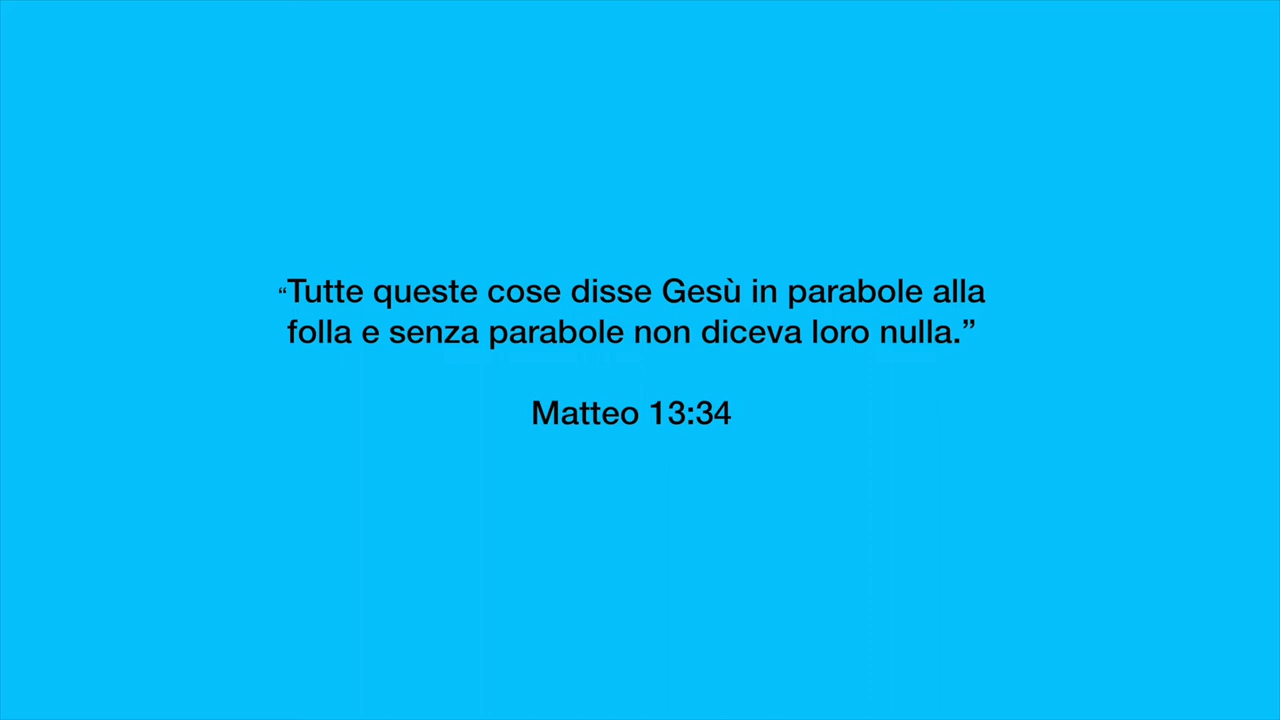 “Tutte queste cose disse Gesù in parabole alla
folla e senza parabole non diceva loro nulla.”
Matteo 13:34